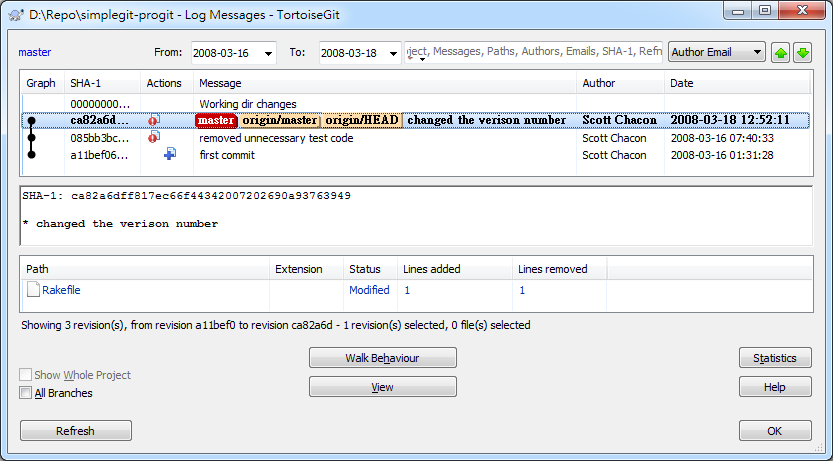 D:\Repo\simplegit-progit - Log Messages - TortoiseGit
master From: 2008-03-16 To: 2008-03-18 ject, Messages, Paths, Authors, Emails, SHA-1, Refn Author Email
Graph SHA-1 Actions Message Author Date
00000000... Working dir changes
ca82a6d... master origin/master origin/HEAD changed the verison number Scott Chacon 2008-03-18 12:52:11
085bb3bc... removed unnecessary test code Scott Chacon 2008-03-16 07:40:33
a11bef06... first commit Scott Chacon 2008-03-16 01:31:28
SHA-1: ca82a6dff817ec66f44342007202690a93763949
* changed the verison number
Path Extension Status Lines added Lines removed
Rakefile Modified 1 1
Showing 3 revision(s), from revision a11bef0 to revision ca82a6d - 1 revision(s) selected, 0 file(s) selected
Walk Behaviour Statistics
Show Whole Project
View Help
All Branches
Refresh OK